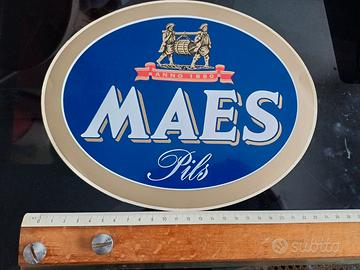 ANNO 1880
MAES
Pils
subito